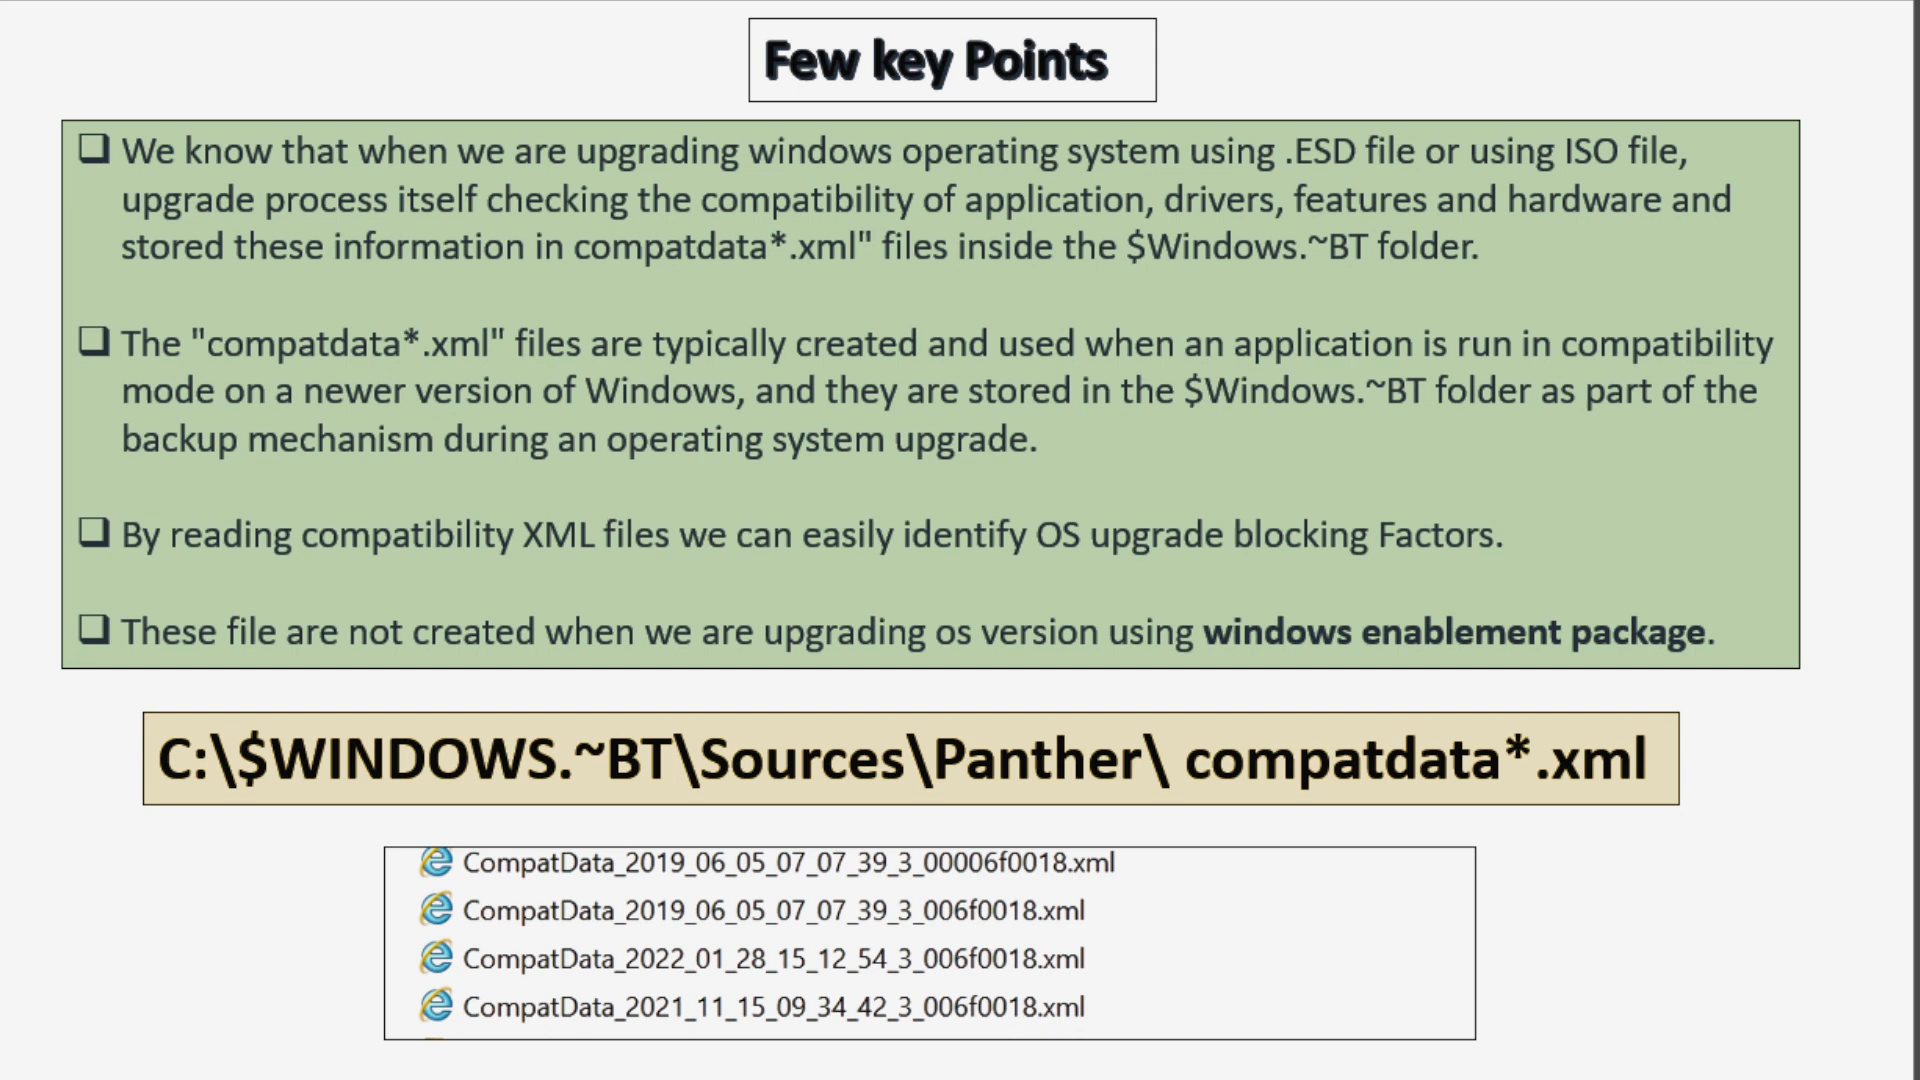 Few key Points
❑ We know that when we are upgrading windows operating system using .ESD file or using ISO file,
upgrade process itself checking the compatibility of application, drivers, features and hardware and
stored these information in compatdata*.xml" files inside the $Windows.~BT folder.
❑ The "compatdata*.xml" files are typically created and used when an application is run in compatibility
mode on a newer version of Windows, and they are stored in the $Windows.~BT folder as part of the
backup mechanism during an operating system upgrade.
❑ By reading compatibility XML files we can easily identify OS upgrade blocking Factors.
❑ These file are not created when we are upgrading os version using windows enablement package.
C:\$WINDOWS.~BT\Sources\Panther\ compatdata*.xml
CompatData_2019_06_05_07_07_39_3_00006f0018.xml
CompatData_2019_06_05_07_07_39_3_006f0018.xml
CompatData_2022_01_28_15_12_54_3_006f0018.xml
CompatData_2021_11_15_09_34_42_3_006f0018.xml